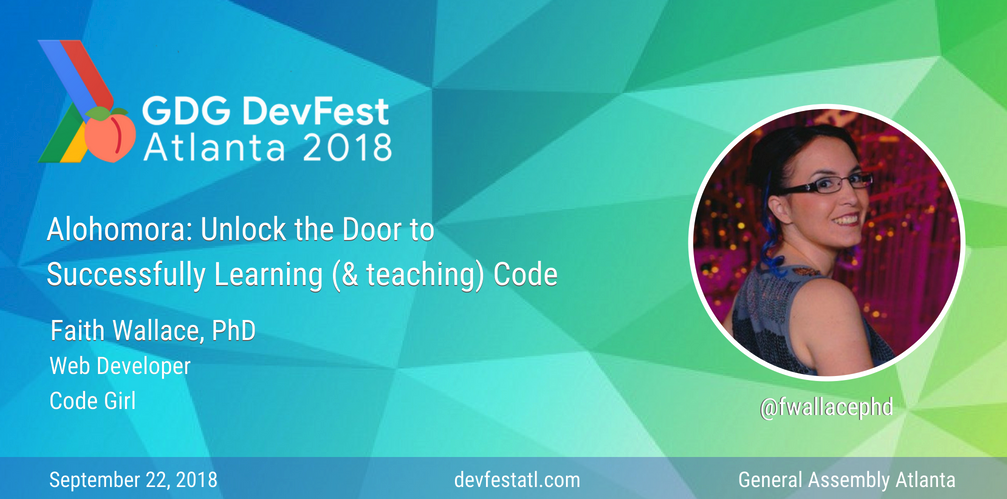 GDG DevFest
Atlanta 2018
Alohomora: Unlock the Door to
Successfully Learning (& teaching) Code
Faith Wallace, PhD
Web Developer
Code Girl
@fwallacephd
September 22, 2018
devfestatl.com
General Assembly Atlanta